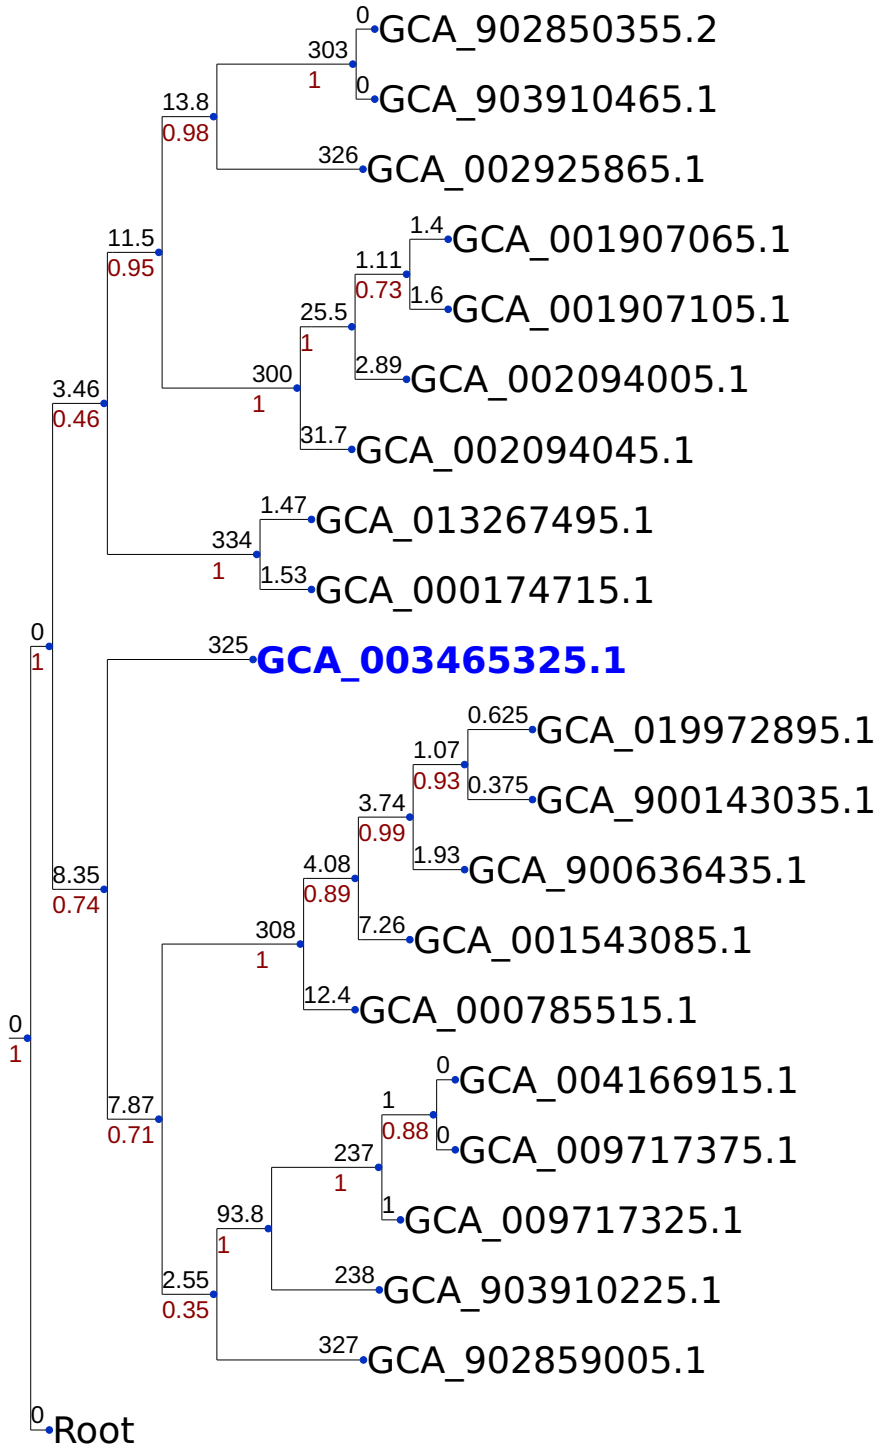 0
GCA_902850355.2
303
1
0
GCA_903910465.1
13.8
0.98
326
GCA_002925865.1
11.5
0.95
1.4
GCA_001907065.1
1.11
0.73
1.6
GCA_001907105.1
25.5
1
2.89
GCA_002094005.1
300
1
3.46
0.46
31.7
GCA_002094045.1
1.47
GCA_013267495.1
334
1
1.53
GCA_000174715.1
0
1
325
GCA_003465325.1
0.625
GCA_019972895.1
1.07
0.93
0.375
GCA_900143035.1
3.74
0.99
1.93
GCA_900636435.1
4.08
0.89
8.35
0.74
7.26
GCA_001543085.1
308
1
12.4
GCA_000785515.1
0
1
0
GCA_004166915.1
1
0.88
7.87
0.71
0
GCA_009717375.1
237
1
1
GCA_009717325.1
93.8
1
238
GCA_903910225.1
2.55
0.35
327
GCA_902859005.1
0
Root